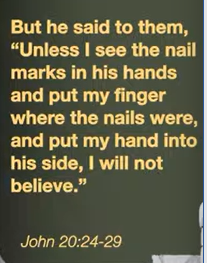 But he said to them,
“Unless I see the nail
marks in his hands
and put my finger
where the nails were,
and put my hand into
his side, I will not
believe.”
John 20:24-29